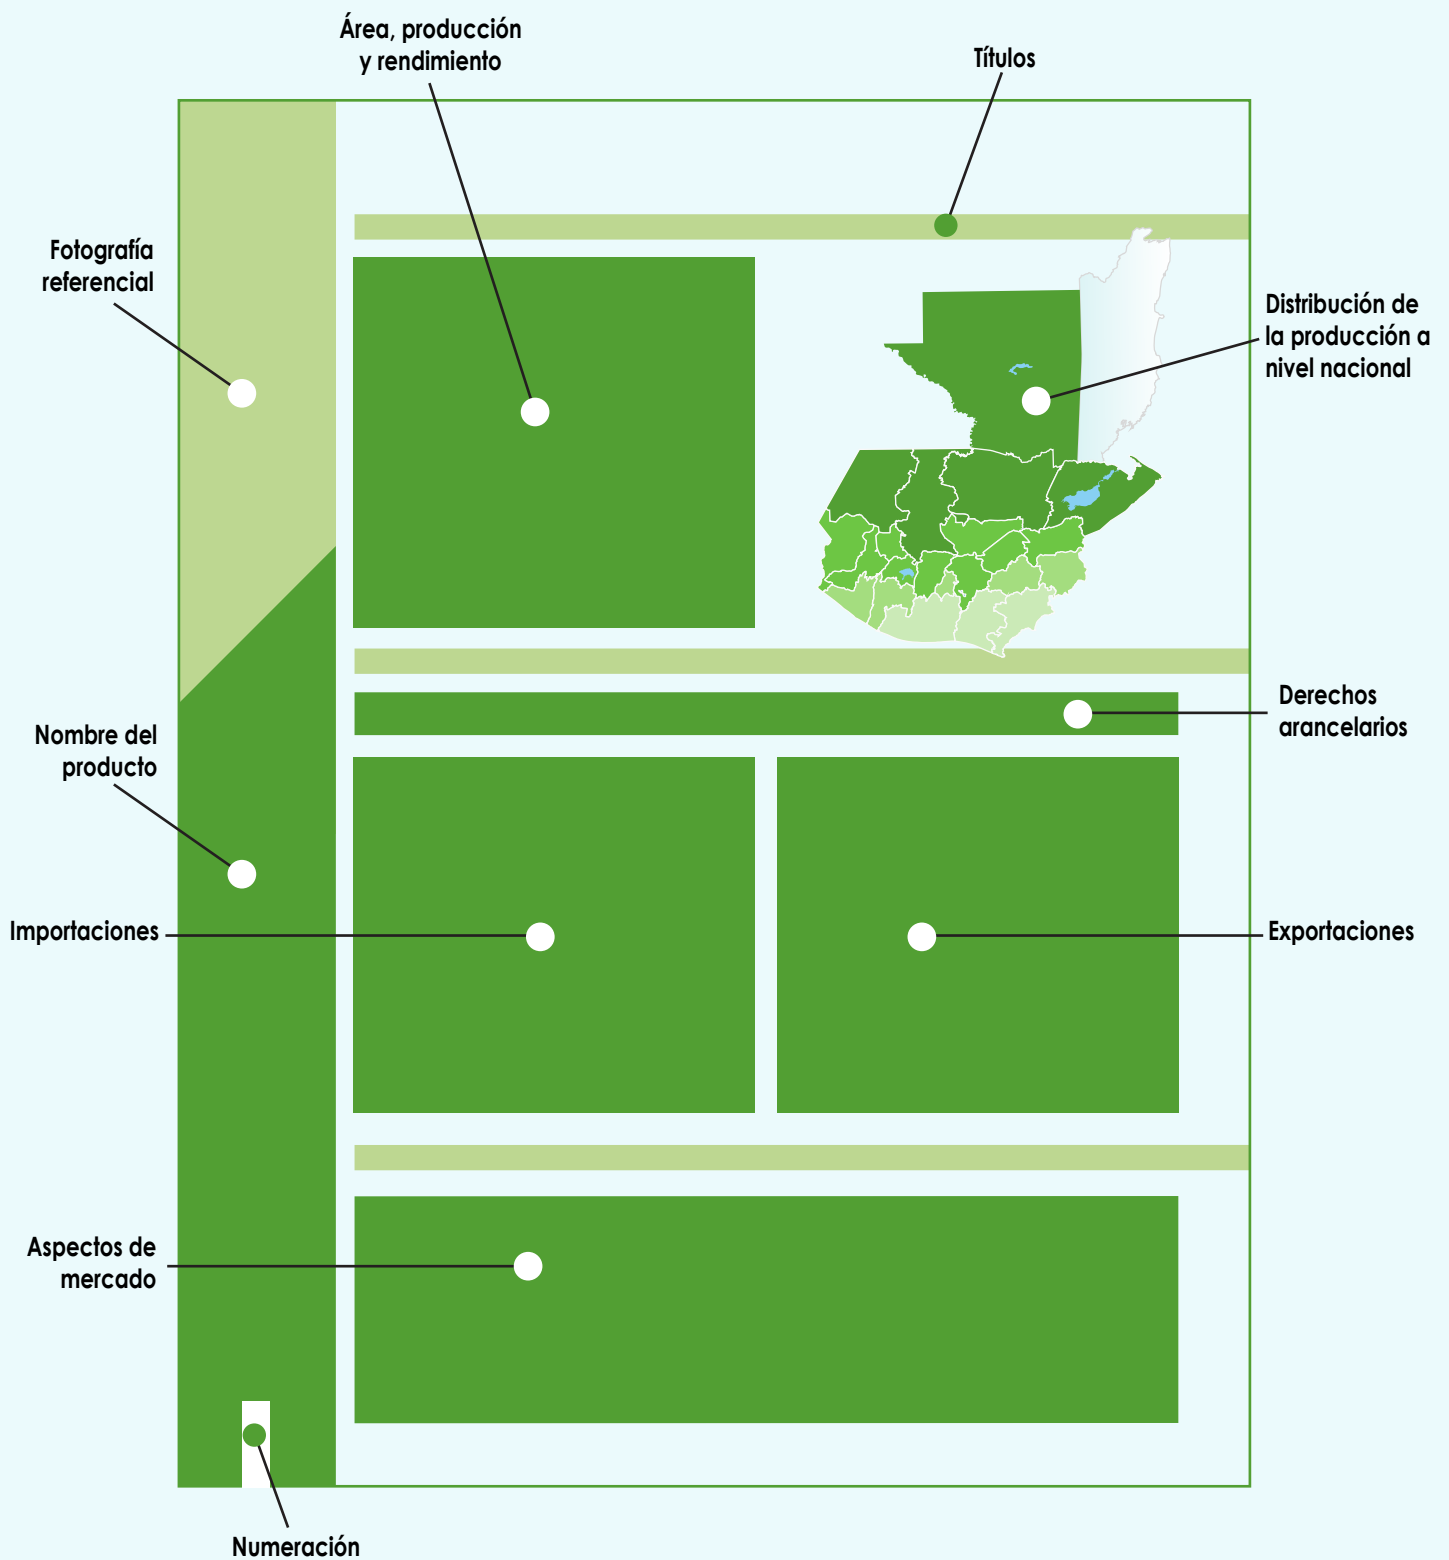 Área, producción
y rendimiento
Títulos
Fotografía
referencial
Distribución de
la producción a
nivel nacional
Derechos
arancelarios
Nombre del
producto
Importaciones
Exportaciones
Aspectos de
mercado
Numeración